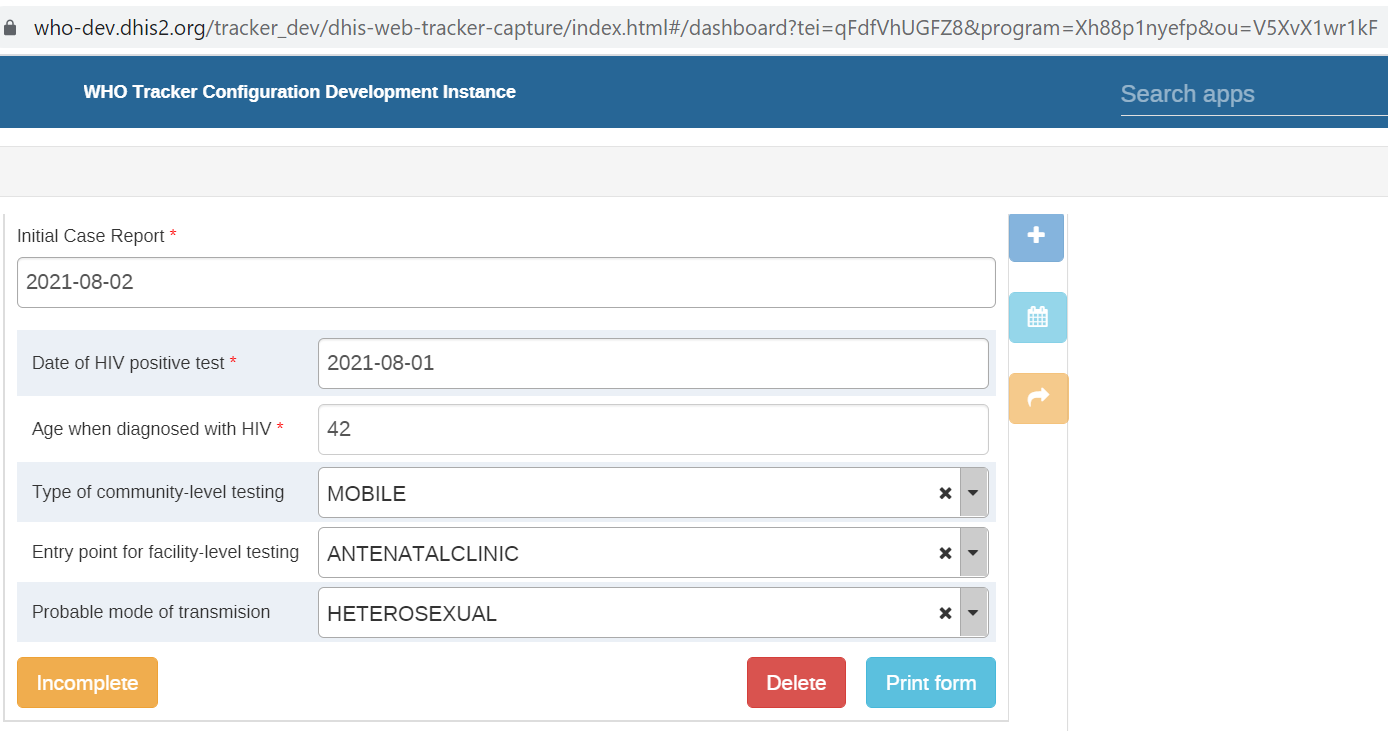 who-dev.dhis2.org/tracker_dev/dhis-web-tracker-capture/index.html#/dashboard?tei=qFdfVhUGFZ8&program=Xh88p1nyefp&ou=V5XvX1wr1kF
WHO Tracker Configuration Development Instance
Search apps
Initial Case Report *
2021-08-02
Date of HIV positive test * 2021-08-01
Age when diagnosed with HIV * 42
Type of community-level testing MOBILE
Entry point for facility-level testing ANTENATALCLINIC
Probable mode of transmision HETEROSEXUAL
Incomplete Delete Print form